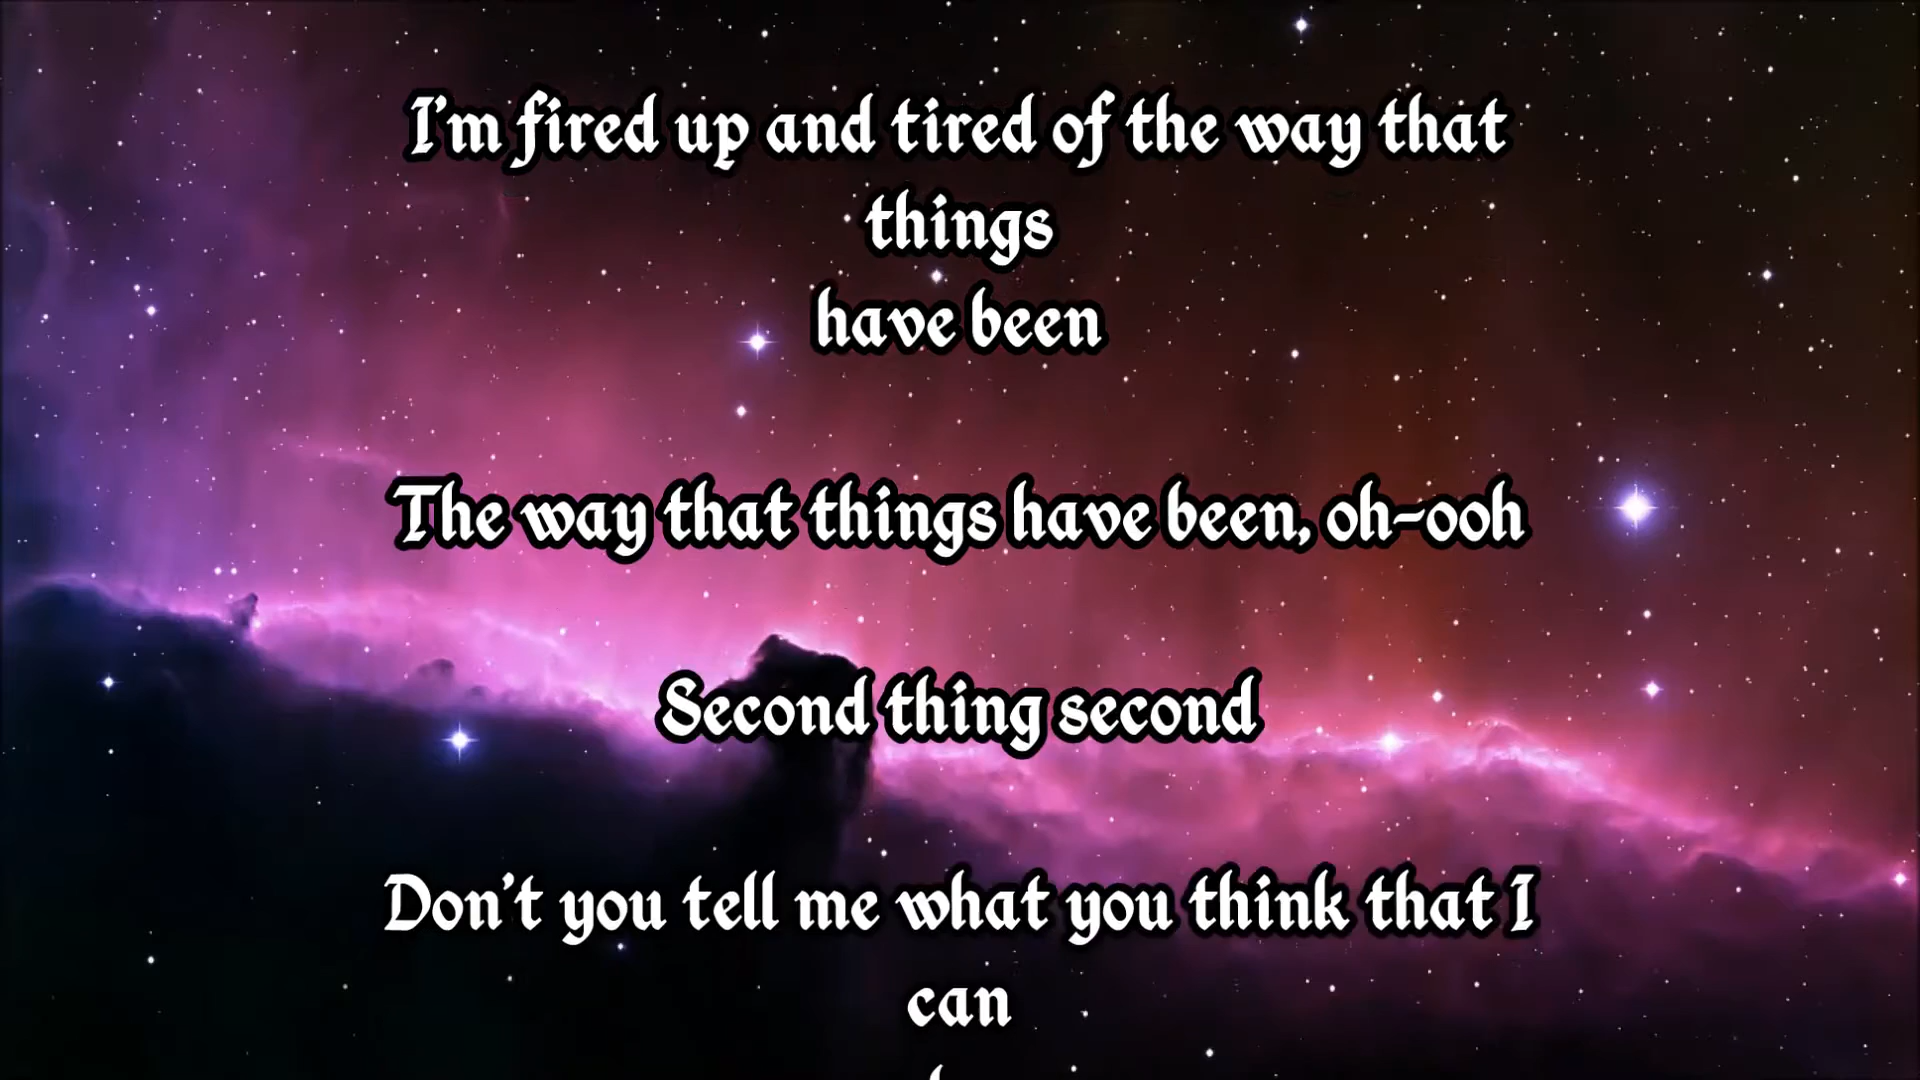 I'm fired up and tired of the way that
things
have been
The way that things have been, oh-ooh
Second thing second
Don't you tell me what you think that I
can